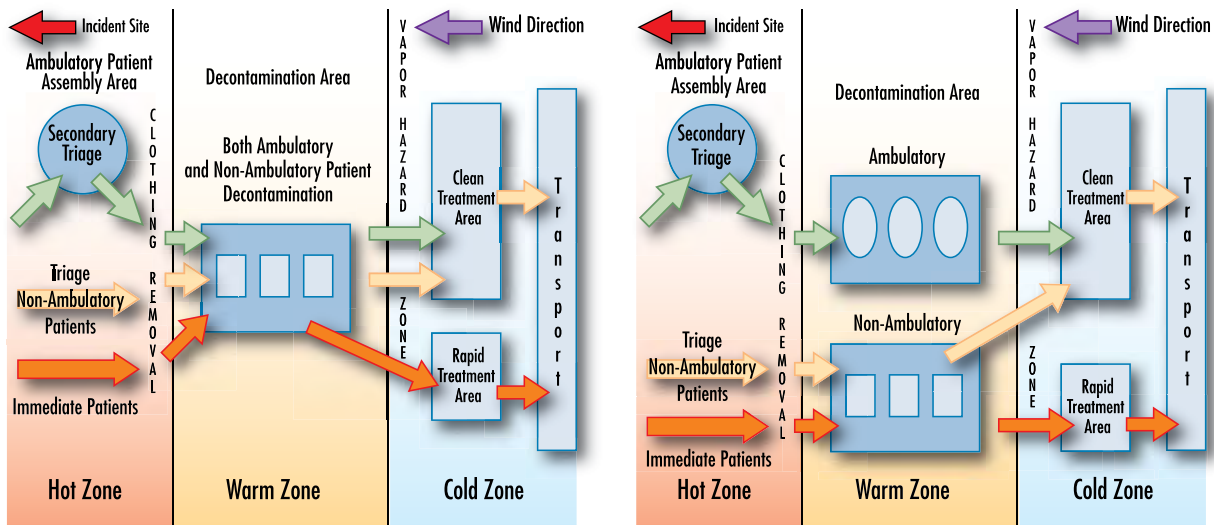 Incident Site
Wind Direction
Ambulatory Patient
Assembly Area
Decontamination Area
Secondary
Triage
CLOTHING REMOVAL
Both Ambulatory
and Non-Ambulatory Patient
Decontamination
VAPOR HAZARD ZONE
Clean
Treatment
Area
Transport
Triage
Non-Ambulatory
Patients
Immediate Patients
Rapid
Treatment
Area
Hot Zone
Warm Zone
Cold Zone
Incident Site
Wind Direction
Ambulatory Patient
Assembly Area
Decontamination Area
Secondary
Triage
CLOTHING REMOVAL
Ambulatory
VAPOR HAZARD ZONE
Clean
Treatment
Area
Transport
Non-Ambulatory
Triage
Non-Ambulatory
Patients
Immediate Patients
Rapid
Treatment
Area
Hot Zone
Warm Zone
Cold Zone